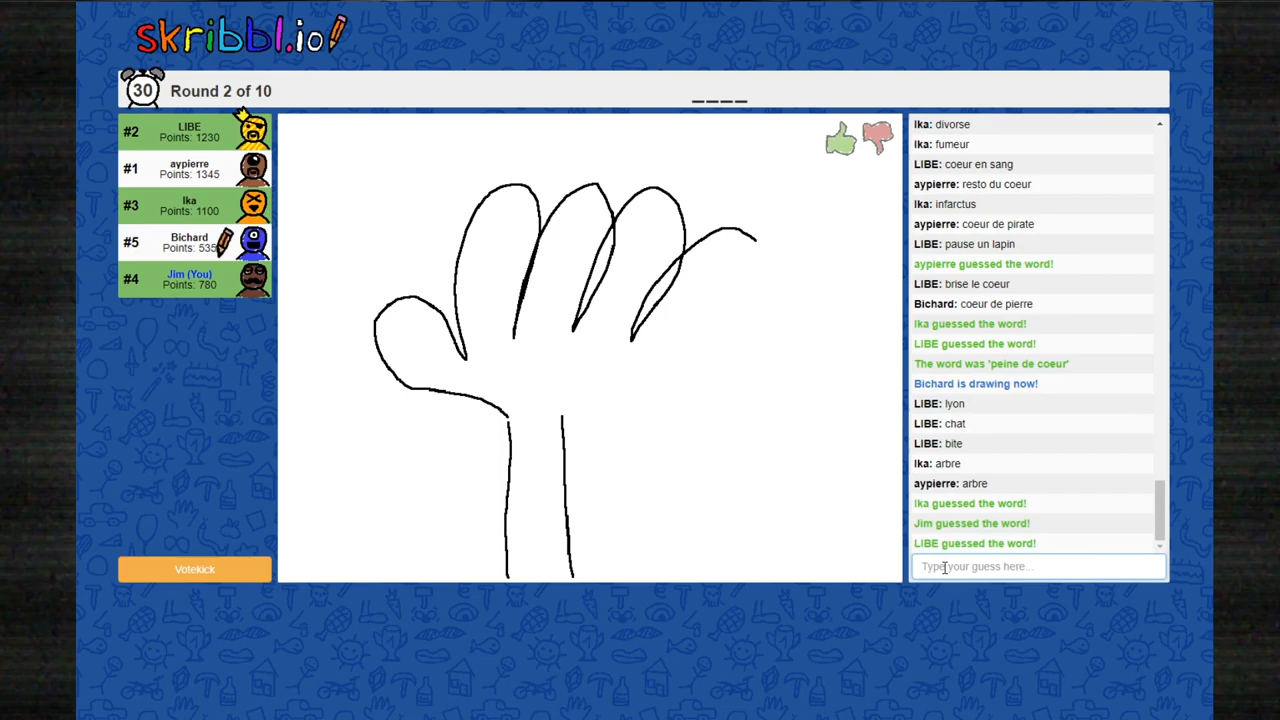 skribbl.io
30
Round 2 of 10
____
#2
LIBE
Points: 1230
#1
aypierre
Points: 1345
#3
Ika
Points: 1100
#5
Bichard
Points: 535
#4
Jim (You)
Points: 780
Votekick
Ika: divorse
Ika: fumeur
LIBE: coeur en sang
aypierre: resto du coeur
Ika: infarctus
aypierre: coeur de pirate
LIBE: pause un lapin
aypierre guessed the word!
LIBE: brise le coeur
Bichard: coeur de pierre
Ika guessed the word!
LIBE guessed the word!
The word was 'peine de coeur'
Bichard is drawing now!
LIBE: lyon
LIBE: chat
LIBE: bite
Ika: arbre
aypierre: arbre
Ika guessed the word!
Jim guessed the word!
LIBE guessed the word!
Type your guess here...